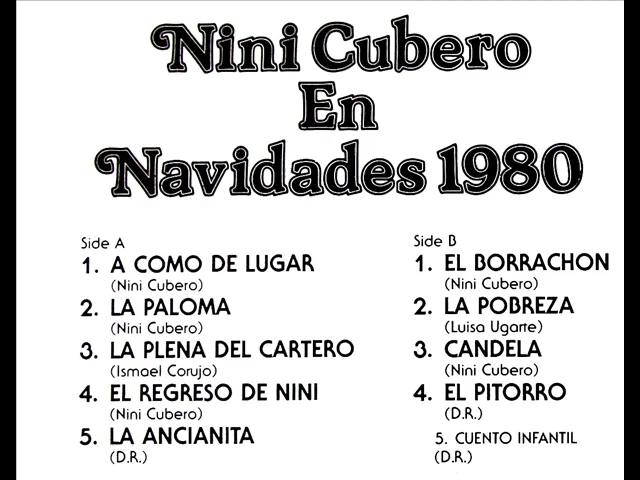 Nini Cubero
En
Navidades 1980
Side A
1. A COMO DE LUGAR
(Nini Cubero)
2. LA PALOMA
(Nini Cubero)
3. LA PLENA DEL CARTERO
(Ismael Corujo)
4. EL REGRESO DE NINI
(Nini Cubero)
5. LA ANCIANITA
(D.R.)
Side B
1. EL BORRACHON
(Nini Cubero)
2. LA POBREZA
(Luisa Ugarte)
3. CANDELA
(Nini Cubero)
4. EL PITORRO
(D.R.)
5. CUENTO INFANTIL
(D.R.)